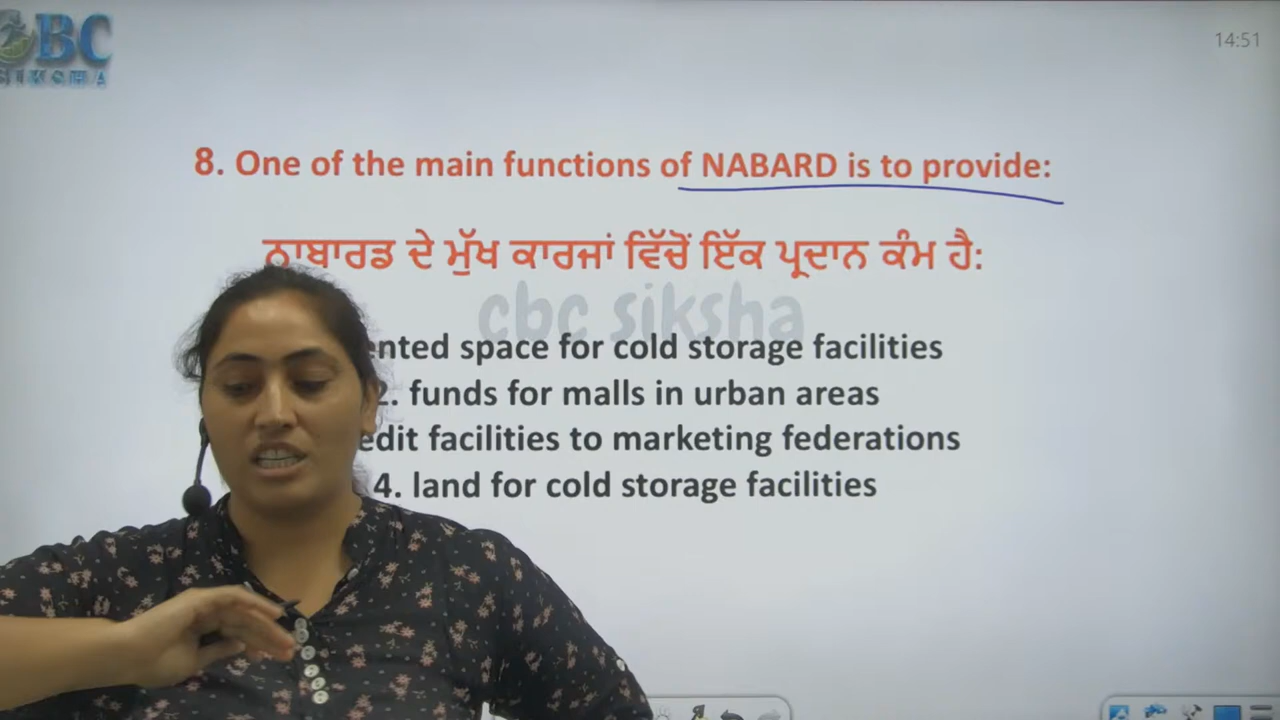 BC
SIKSHA
14:51
8. One of the main functions of NABARD is to provide:
ਨਾਬਾਰਡ ਦੇ ਮੁੱਖ ਕਾਰਜਾਂ ਵਿੱਚੋਂ ਇੱਕ ਪ੍ਰਦਾਨ ਕੰਮ ਹੈ:
cbc siksha
space for cold storage facilities
2. funds for malls in urban areas
facilities to marketing federations
4. land for cold storage facilities